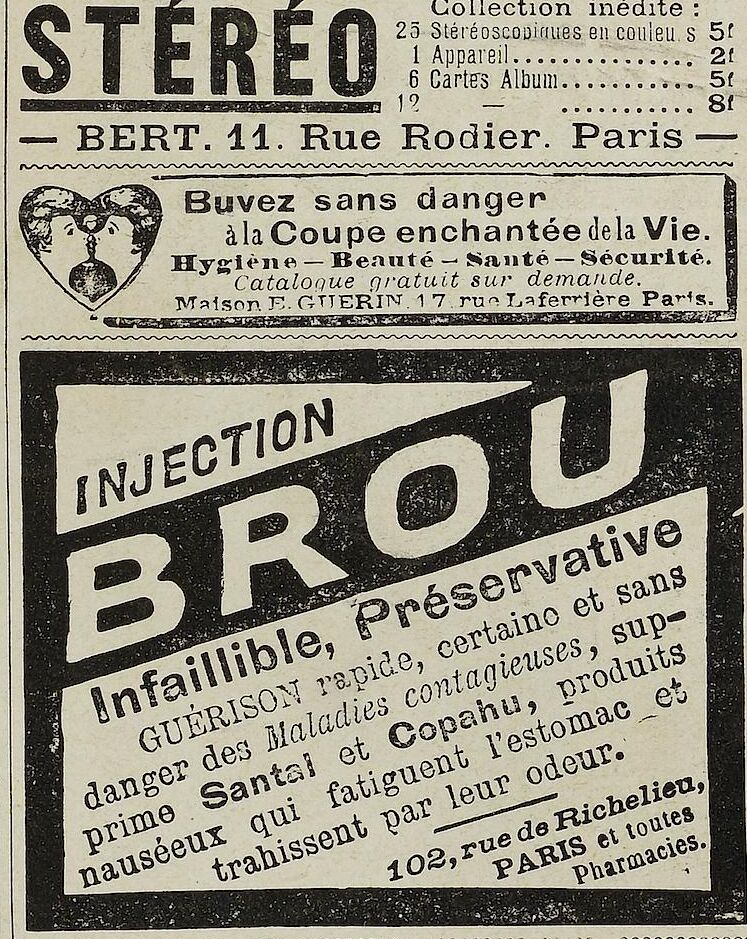 STÉRÉO
Collection inédite :
25 Stéréoscopiques en couleu s 5f
1 Appareil............... 2f
6 Cartes Album............ 5f
12 — ............ 8f
— BERT. 11. Rue Rodier. Paris —
Buvez sans danger
à la Coupe enchantée de la Vie.
Hygiène — Beauté — Santé — Sécurité.
Catalogue gratuit sur demande.
Maison F. GUERIN, 17, rue Laferrière Paris.
INJECTION
BROU
Infaillible, Préservative
GUÉRISON rapide, certaine et sans
danger des Maladies contagieuses, sup-
prime Santal et Copahu, produits
nauséeux qui fatiguent l'estomac et
trahissent par leur odeur.
102, rue de Richelieu,
PARIS et toutes
Pharmacies.